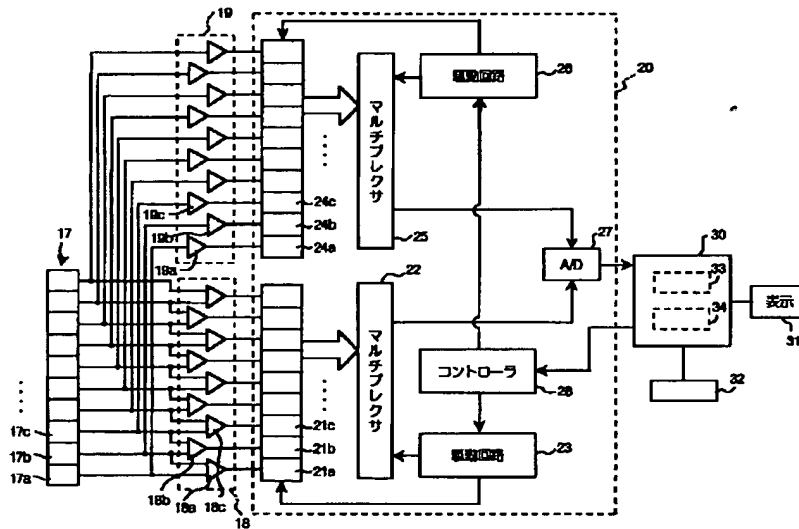 19
20
駆動回路
26
マルチプレクサ
25
19c
19b
19a
24c
24b
24a
17
17c
17b
17a
22
マルチプレクサ
27
A/D
30
33
34
表示
31
32
コントローラ
28
駆動回路
23
21c
21b
21a
18b
18a
18c
18